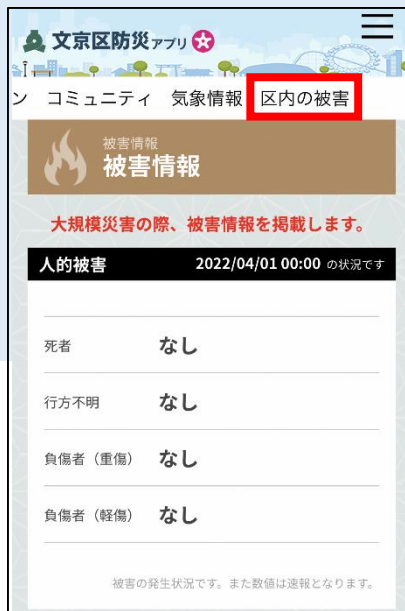 文京区防災アプリ
ン コミュニティ 気象情報 区内の被害
被害情報
被害情報
大規模災害の際、被害情報を掲載します。
人的被害 2022/04/01 00:00 の状況です
死者 なし
行方不明 なし
負傷者（重傷） なし
負傷者（軽傷） なし
被害の発生状況です。また数値は速報となります。